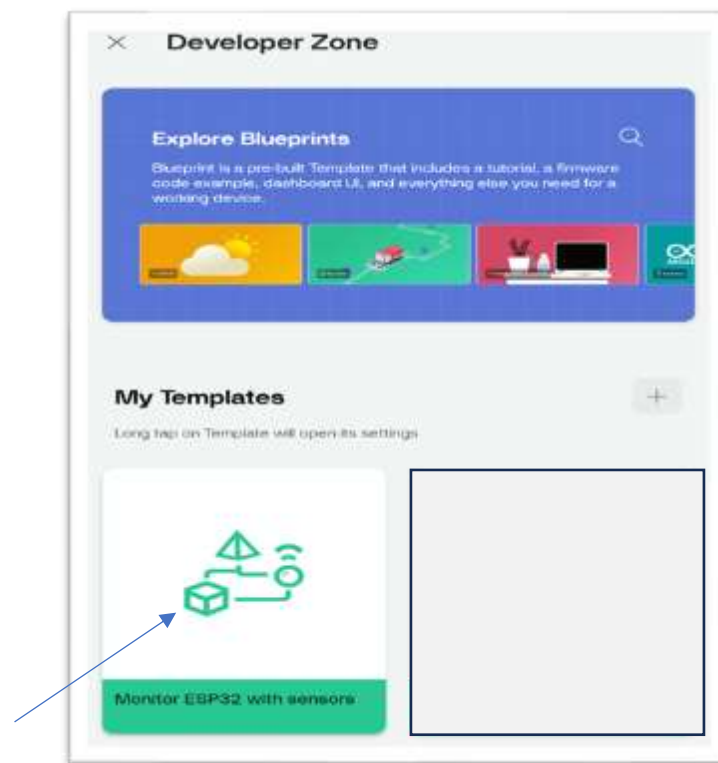 Developer Zone
Explore Blueprints
Blueprint is a pre-built Template that includes a tutorial, a firmware
code example, dashboard UI, and everything else you need for a
working device.
My Templates
+
Long tap on Template will open its settings
Monitor ESP32 with sensors